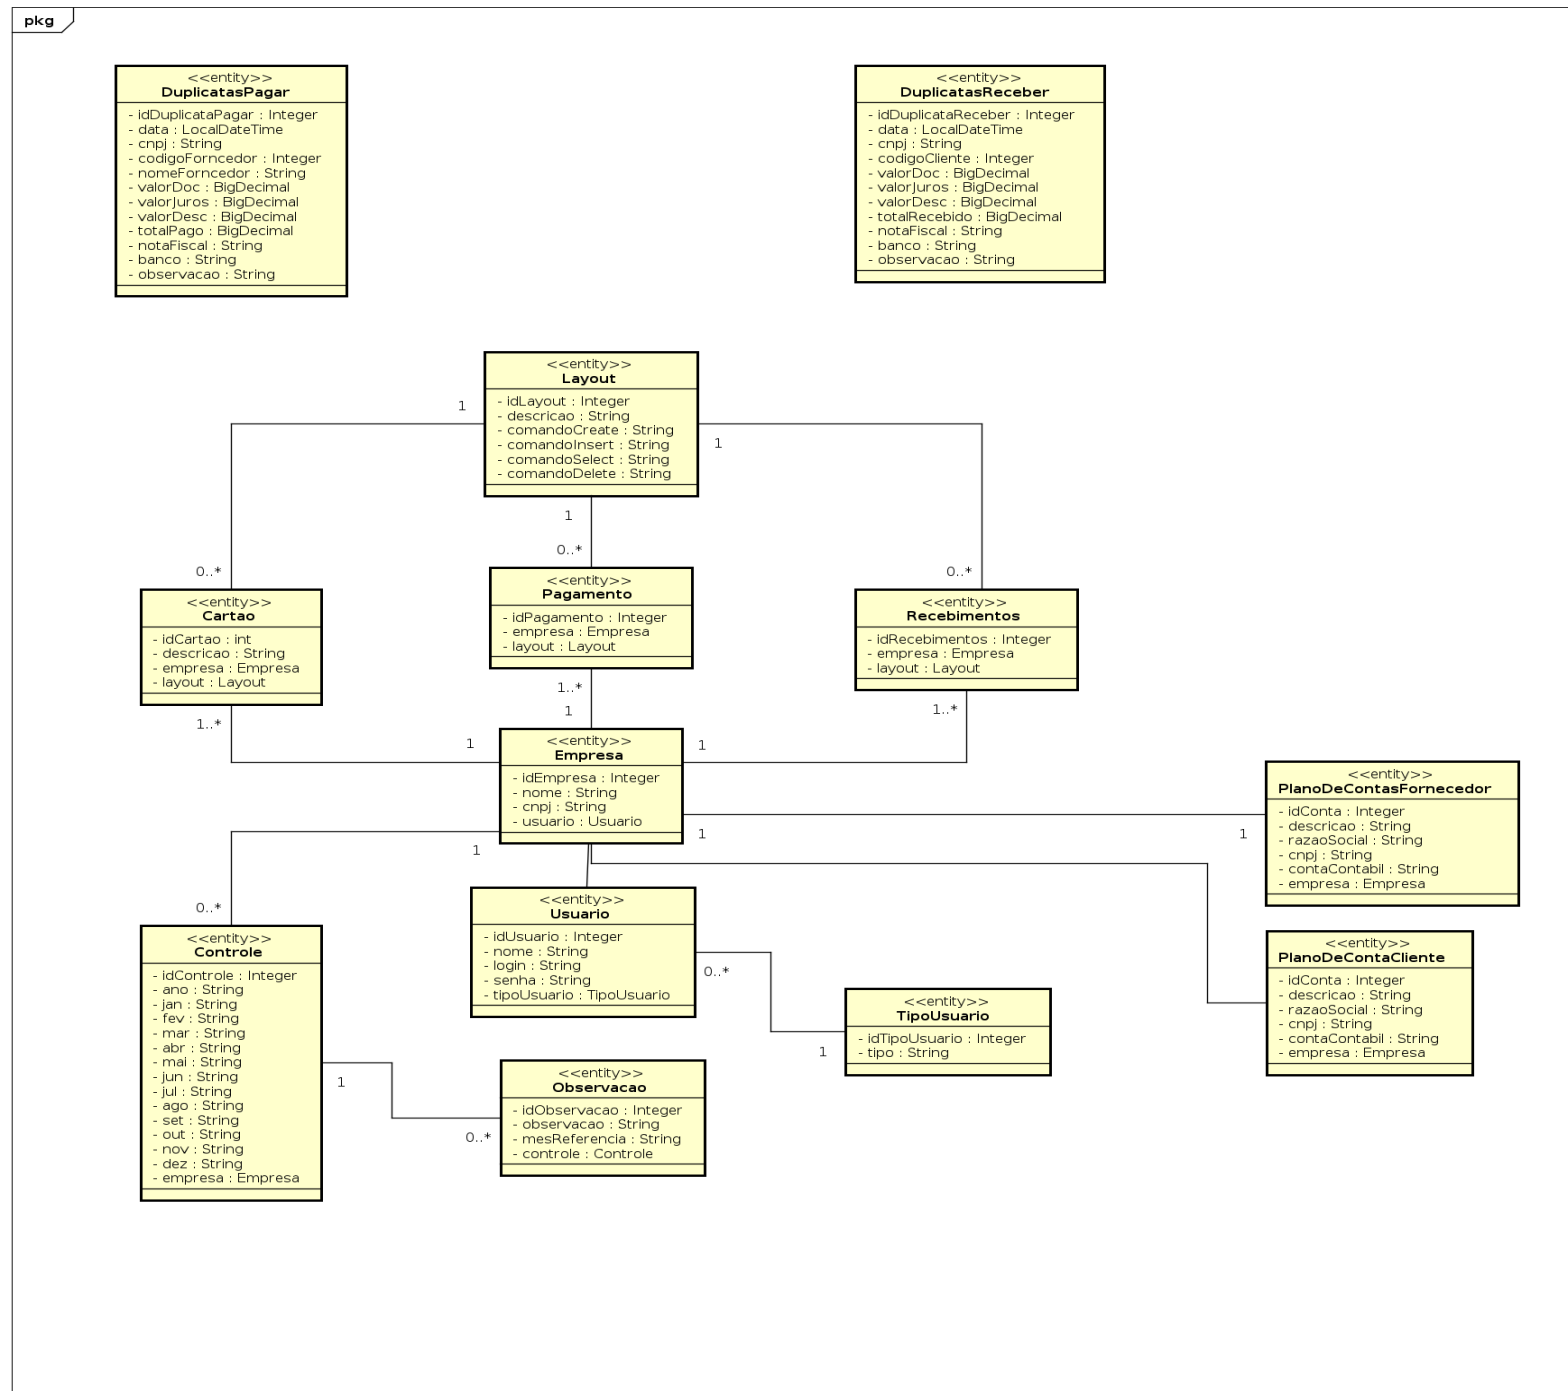 pkg
<<entity>>
DuplicatasPagar
- idDuplicataPagar : Integer
- data : LocalDateTime
- cnpj : String
- codigoForncedor : Integer
- nomeForncedor : String
- valorDoc : BigDecimal
- valorJuros : BigDecimal
- valorDesc : BigDecimal
- totalPago : BigDecimal
- notaFiscal : String
- banco : String
- observacao : String
<<entity>>
DuplicatasReceber
- idDuplicataReceber : Integer
- data : LocalDateTime
- cnpj : String
- codigoCliente : Integer
- valorDoc : BigDecimal
- valorJuros : BigDecimal
- valorDesc : BigDecimal
- totalRecebido : BigDecimal
- notaFiscal : String
- banco : String
- observacao : String
<<entity>>
Layout
- idLayout : Integer
- descricao : String
- comandoCreate : String
- comandoInsert : String
- comandoSelect : String
- comandoDelete : String
1
1
1
0..*
0..*
0..*
<<entity>>
Cartao
- idCartao : int
- descricao : String
- empresa : Empresa
- layout : Layout
<<entity>>
Pagamento
- idPagamento : Integer
- empresa : Empresa
- layout : Layout
<<entity>>
Recebimentos
- idRecebimentos : Integer
- empresa : Empresa
- layout : Layout
1..*
1..*
1..*
1
1
1
<<entity>>
Empresa
- idEmpresa : Integer
- nome : String
- cnpj : String
- usuario : Usuario
1
1
1
0..*
<<entity>>
PlanoDeContasFornecedor
- idConta : Integer
- descricao : String
- razaoSocial : String
- cnpj : String
- contaContabil : String
- empresa : Empresa
<<entity>>
Usuario
- idUsuario : Integer
- nome : String
- login : String
- senha : String
- tipoUsuario : TipoUsuario
0..*
1
<<entity>>
TipoUsuario
- idTipoUsuario : Integer
- tipo : String
<<entity>>
PlanoDeContaCliente
- idConta : Integer
- descricao : String
- razaoSocial : String
- cnpj : String
- contaContabil : String
- empresa : Empresa
<<entity>>
Controle
- idControle : Integer
- ano : String
- jan : String
- fev : String
- mar : String
- abr : String
- mai : String
- jun : String
- jul : String
- ago : String
- set : String
- out : String
- nov : String
- dez : String
- empresa : Empresa
1
0..*
<<entity>>
Observacao
- idObservacao : Integer
- observacao : String
- mesReferencia : String
- controle : Controle